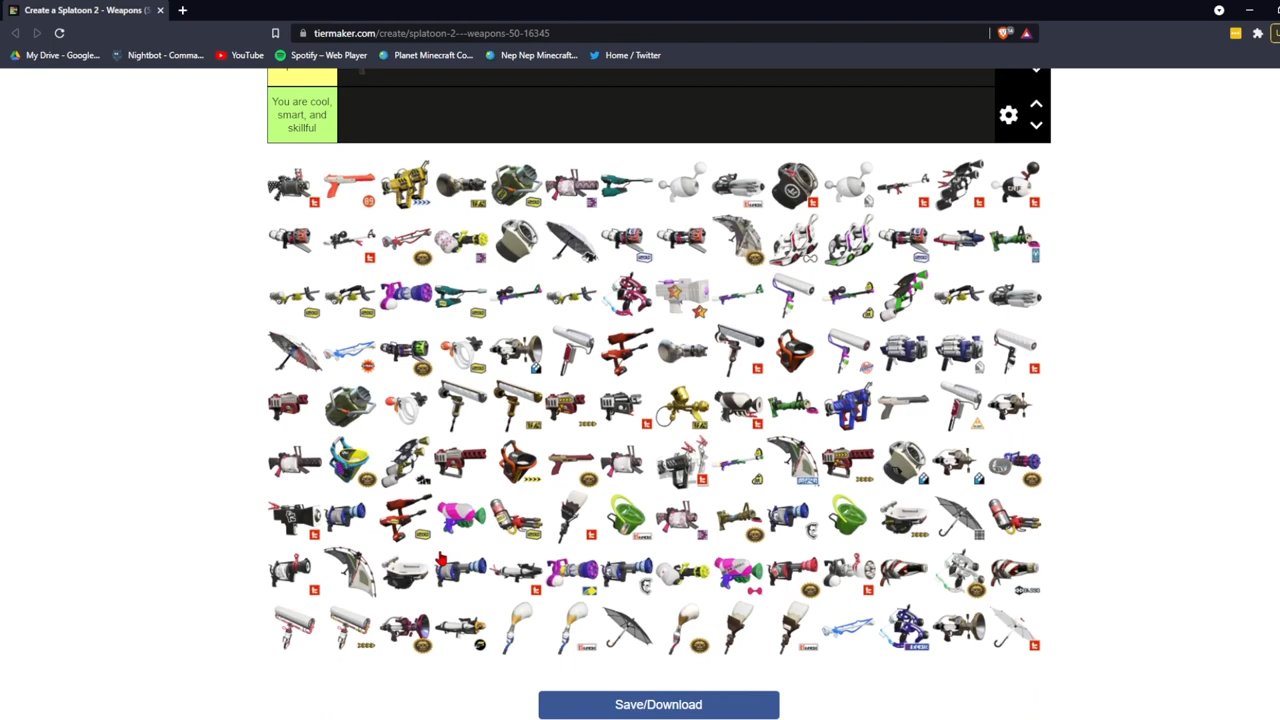 Create a Splatoon 2 - Weapons (5
tiermaker.com/create/splatoon-2---weapons-50-16345
My Drive - Google...
Nightbot - Comma...
YouTube
Spotify – Web Player
Planet Minecraft Co...
Nep Nep Minecraft...
Home / Twitter
You are cool,
smart, and
skillful
Save/Download